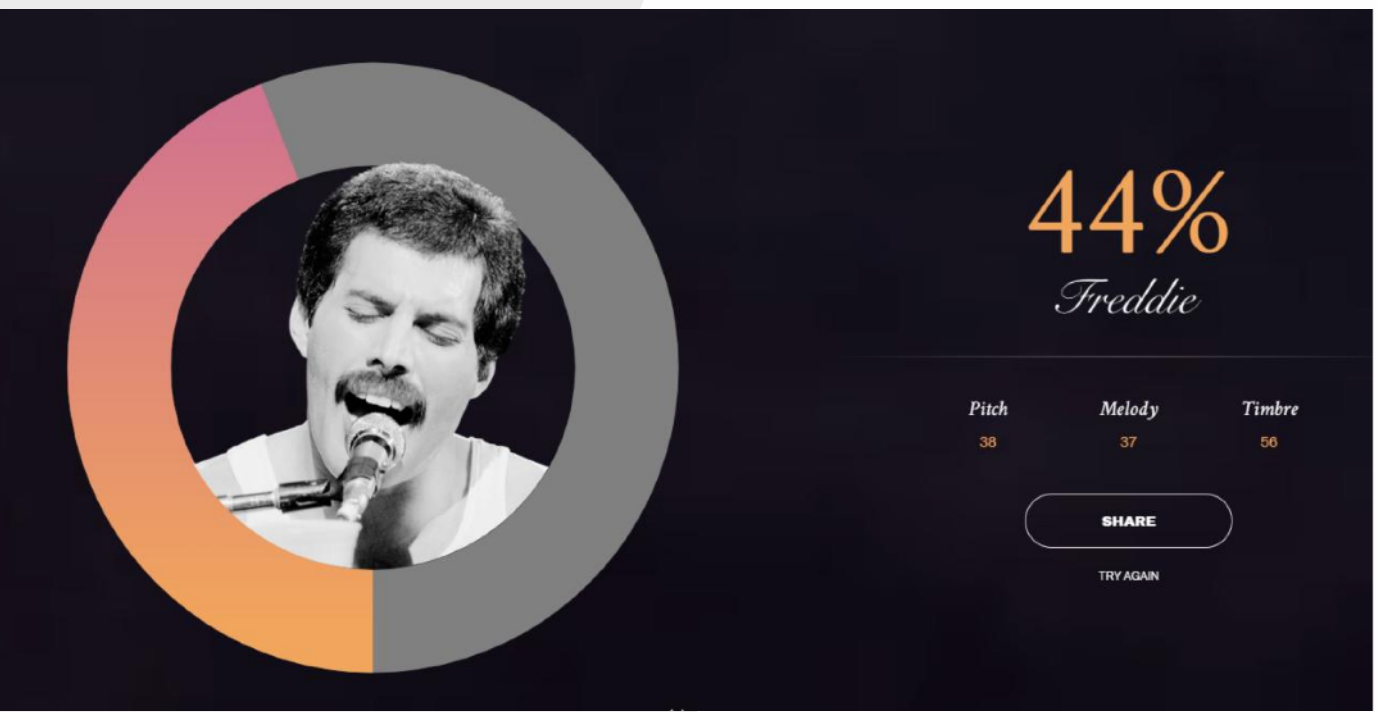 44%
Freddie
Pitch Melody Timbre
38 37 56
SHARE
TRY AGAIN